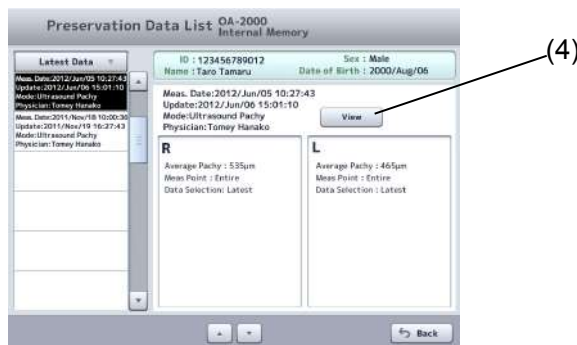 Preservation Data List OA-2000
Internal Memory
Latest Data
Meas. Date:2012/Jun/05 10:27:43
Update:2012/Jun/06 15:01:10
Mode:Ultrasound Pachy
Physician:Tomey Hanako
Meas. Date:2011/Nov/18 10:00:36
Update:2011/Nov/19 16:27:43
Mode:Ultrasound Pachy
Physician:Tomey Hanako
ID : 123456789012
Sex : Male
Name : Taro Tamaru
Date of Birth : 2000/Aug/06
Meas. Date:2012/Jun/05 10:27:43
Update:2012/Jun/06 15:01:10
Mode:Ultrasound Pachy
Physician:Tomey Hanako
View
(4)
R
Average Pachy : 535μm
Meas Point : Entire
Data Selection: Latest
L
Average Pachy : 465μm
Meas Point : Entire
Data Selection: Latest
Back